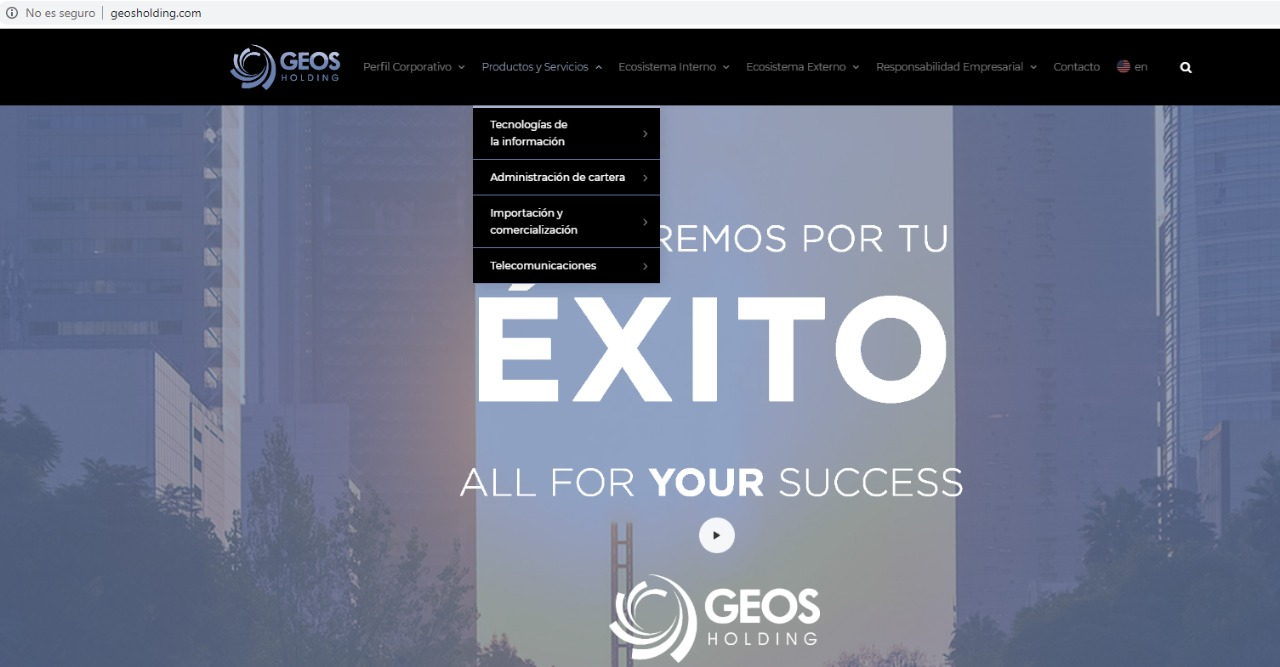 No es seguro | geosholding.com
GEOS
HOLDING
Perfil Corporativo
Productos y Servicios
Ecosistema Interno
Ecosistema Externo
Responsabilidad Empresarial
Contacto
en
Tecnologías de
la información
Administración de cartera
Importación y
comercialización
Telecomunicaciones
REMOS POR TU
ÉXITO
ALL FOR YOUR SUCCESS
GEOS
HOLDING